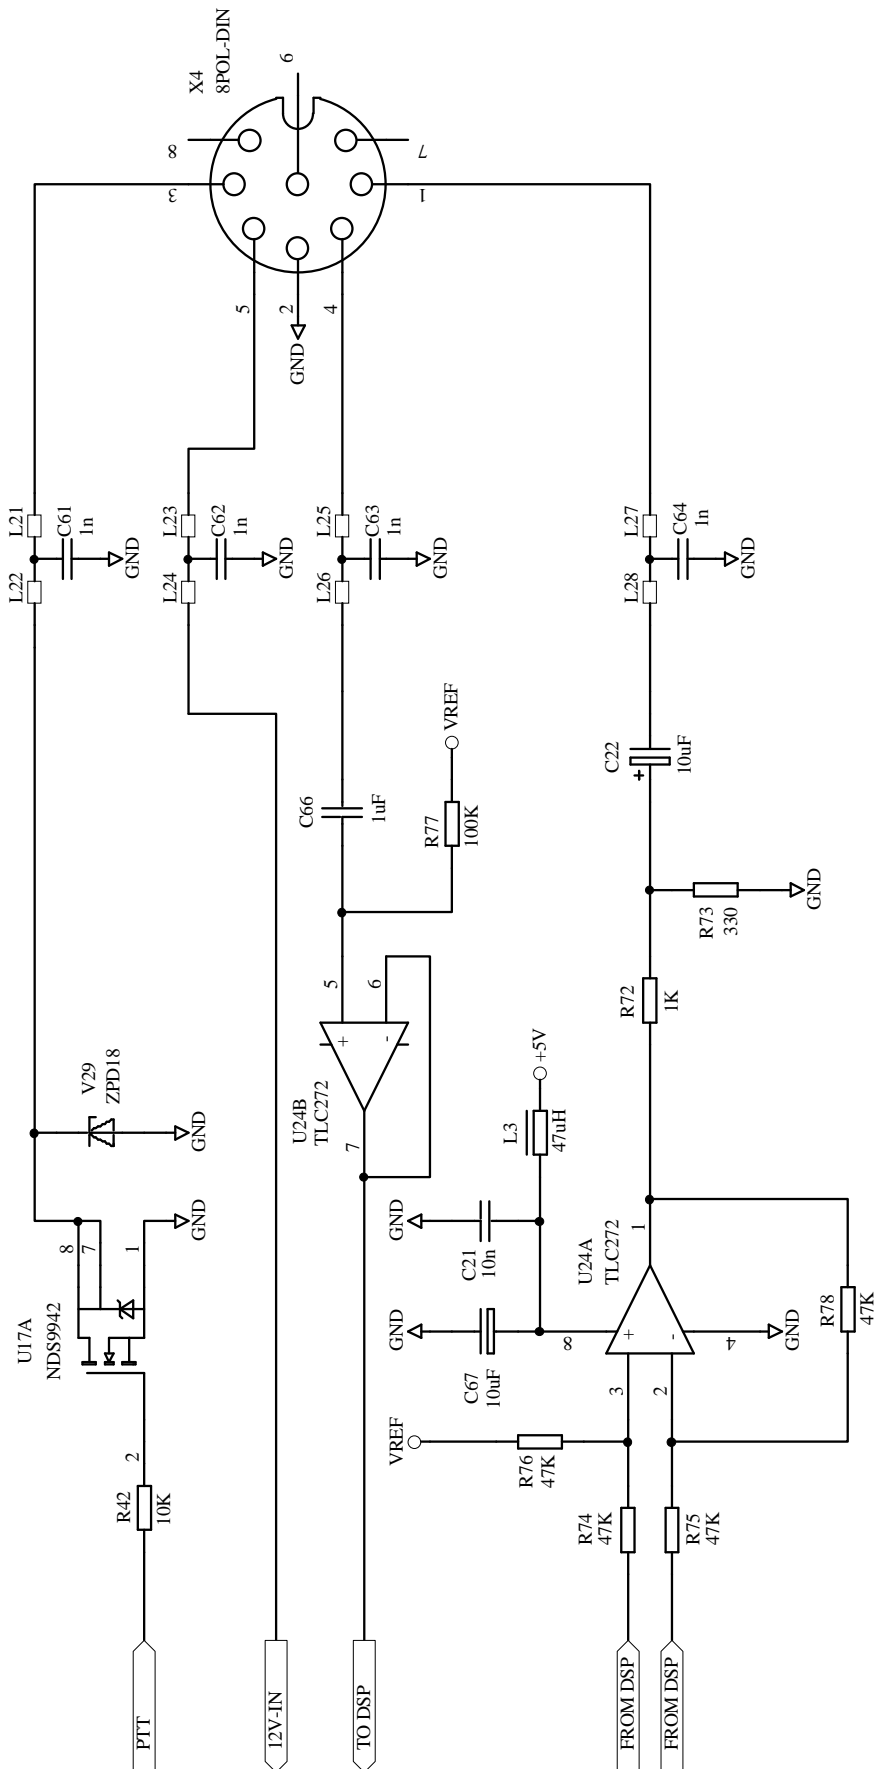 X4
8POL-DIN
6
8
7
3
1
5
2
4
GND
L21
L22
C61
1n
GND
L23
L24
C62
1n
GND
L25
L26
C63
1n
GND
L27
L28
C64
1n
GND
VREF
R77
100K
C66
1uF
C22
10uF
+
R73
330
GND
R72
1K
5
6
+
-
U24B
TLC272
7
V29
ZPD18
GND
8
7
1
GND
U17A
NDS9942
2
R42
10K
PTT
12V-IN
TO DSP
+5V
L3
47uH
GND
C21
10n
GND
C67
10uF
U24A
TLC272
1
8
+
-
4
GND
3
2
R78
47K
VREF
R76
47K
R74
47K
R75
47K
FROM DSP
FROM DSP